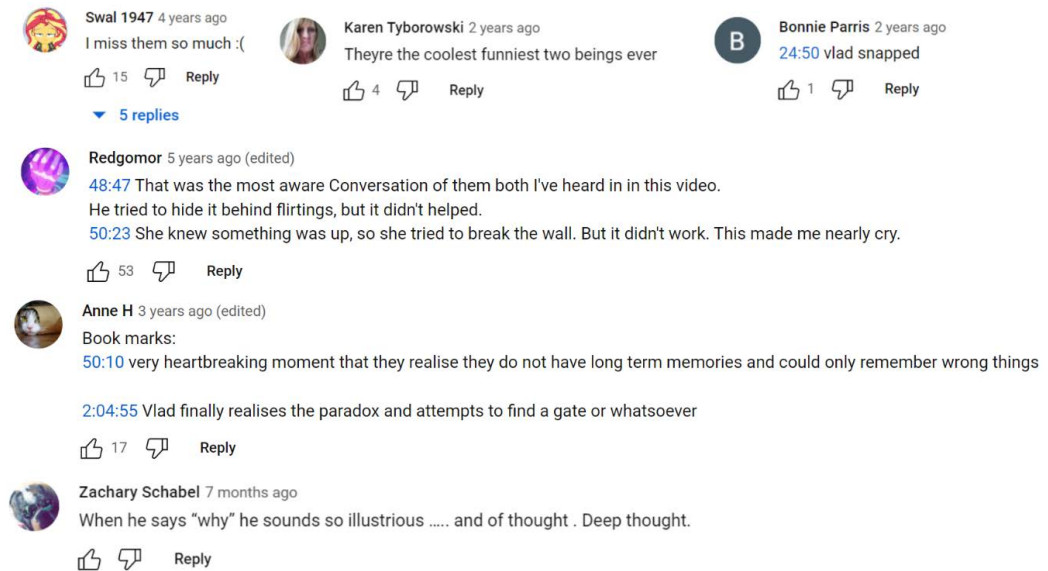 Swal 1947 4 years ago
I miss them so much :(
15 Reply
5 replies
Karen Tyborowski 2 years ago
Theyre the coolest funniest two beings ever
4 Reply
B
Bonnie Parris 2 years ago
24:50 vlad snapped
1 Reply
Redgomor 5 years ago (edited)
48:47 That was the most aware Conversation of them both I've heard in in this video.
He tried to hide it behind flirtings, but it didn't helped.
50:23 She knew something was up, so she tried to break the wall. But it didn't work. This made me nearly cry.
53 Reply
Anne H 3 years ago (edited)
Book marks:
50:10 very heartbreaking moment that they realise they do not have long term memories and could only remember wrong things
2:04:55 Vlad finally realises the paradox and attempts to find a gate or whatsoever
17 Reply
Zachary Schabel 7 months ago
When he says “why” he sounds so illustrious ..... and of thought . Deep thought.
Reply